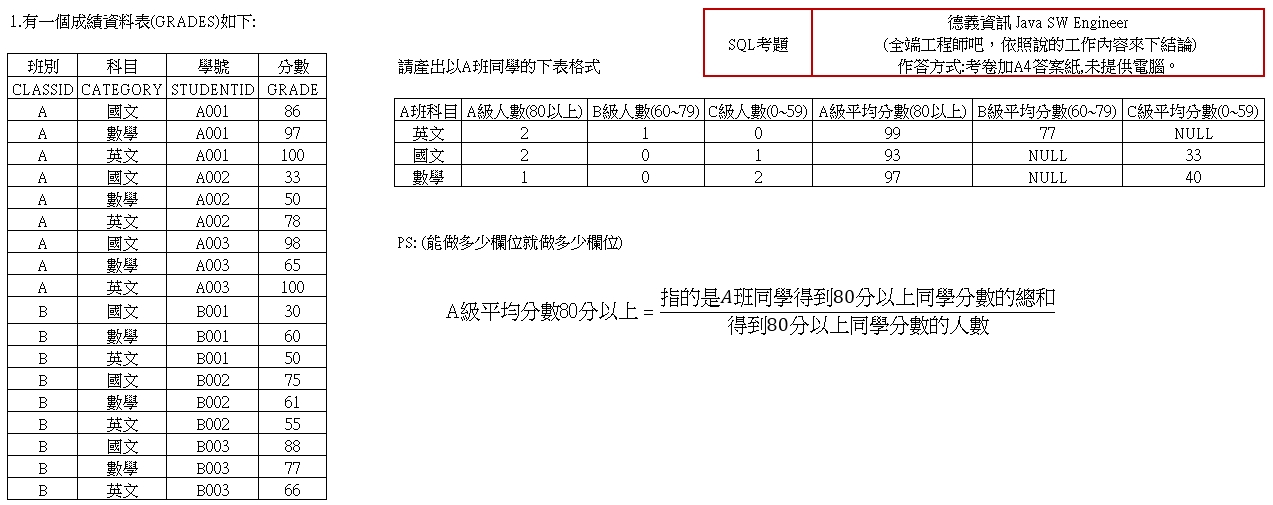 1.有一個成績資料表(GRADES)如下:
班別 科目 學號 分數
CLASSID CATEGORY STUDENTID GRADE
A 國文 A001 86
A 數學 A001 97
A 英文 A001 100
A 國文 A002 33
A 數學 A002 50
A 英文 A002 78
A 國文 A003 98
A 數學 A003 65
A 英文 A003 100
B 國文 B001 30
B 數學 B001 60
B 英文 B001 50
B 國文 B002 75
B 數學 B002 61
B 英文 B002 55
B 國文 B003 88
B 數學 B003 77
B 英文 B003 66
SQL考題
德義資訊 Java SW Engineer
(全端工程師吧，依照說的工作內容來下結論)
作答方式:考卷加A4答案紙,未提供電腦。
請產出以A班同學的下表格式
A班科目 A級人數(80以上) B級人數(60~79) C級人數(0~59) A級平均分數(80以上) B級平均分數(60~79) C級平均分數(0~59)
英文 2 1 0 99 77 NULL
國文 2 0 1 93 NULL 33
數學 1 0 2 97 NULL 40
PS: (能做多少欄位就做多少欄位)
A級平均分數80分以上 =
指的是A班同學得到80分以上同學分數的總和
得到80分以上同學分數的人數